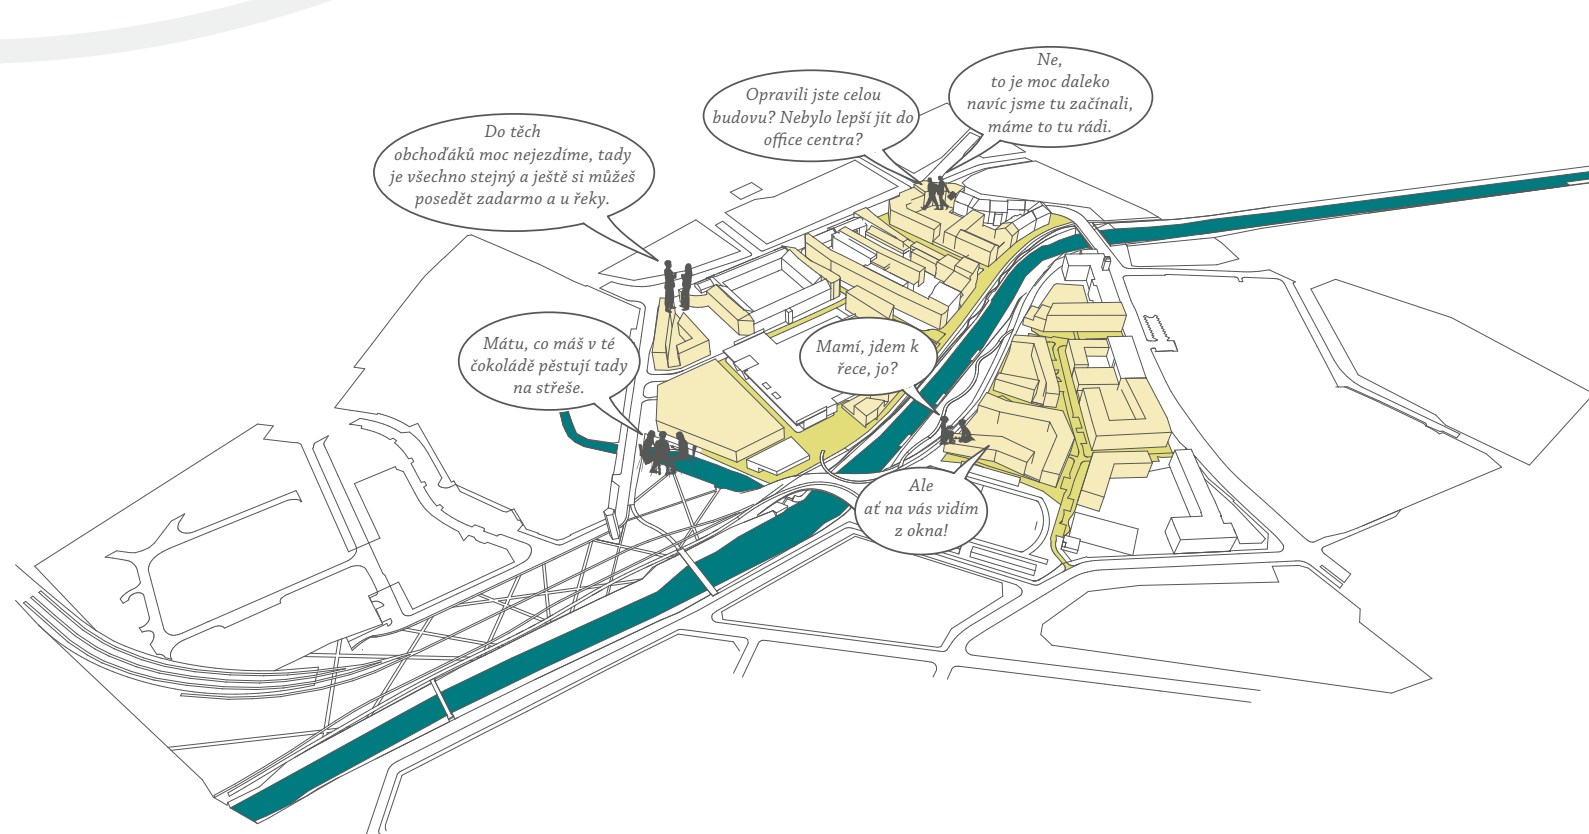 Ne,
to je moc daleko
navíc jsme tu začínali,
máme to tu rádi.
Opravili jste celou
budovu? Nebylo lepší jít do
office centra?
Do těch
obchoďáků moc nejezdíme, tady
je všechno stejný a ještě si můžeš
posedět zadarmo a u řeky.
Mátu, co máš v té
čokoládě pěstují tady
na střeše.
Mamí, jdem k
řece, jo?
Ale
ať na vás vidím
z okna!